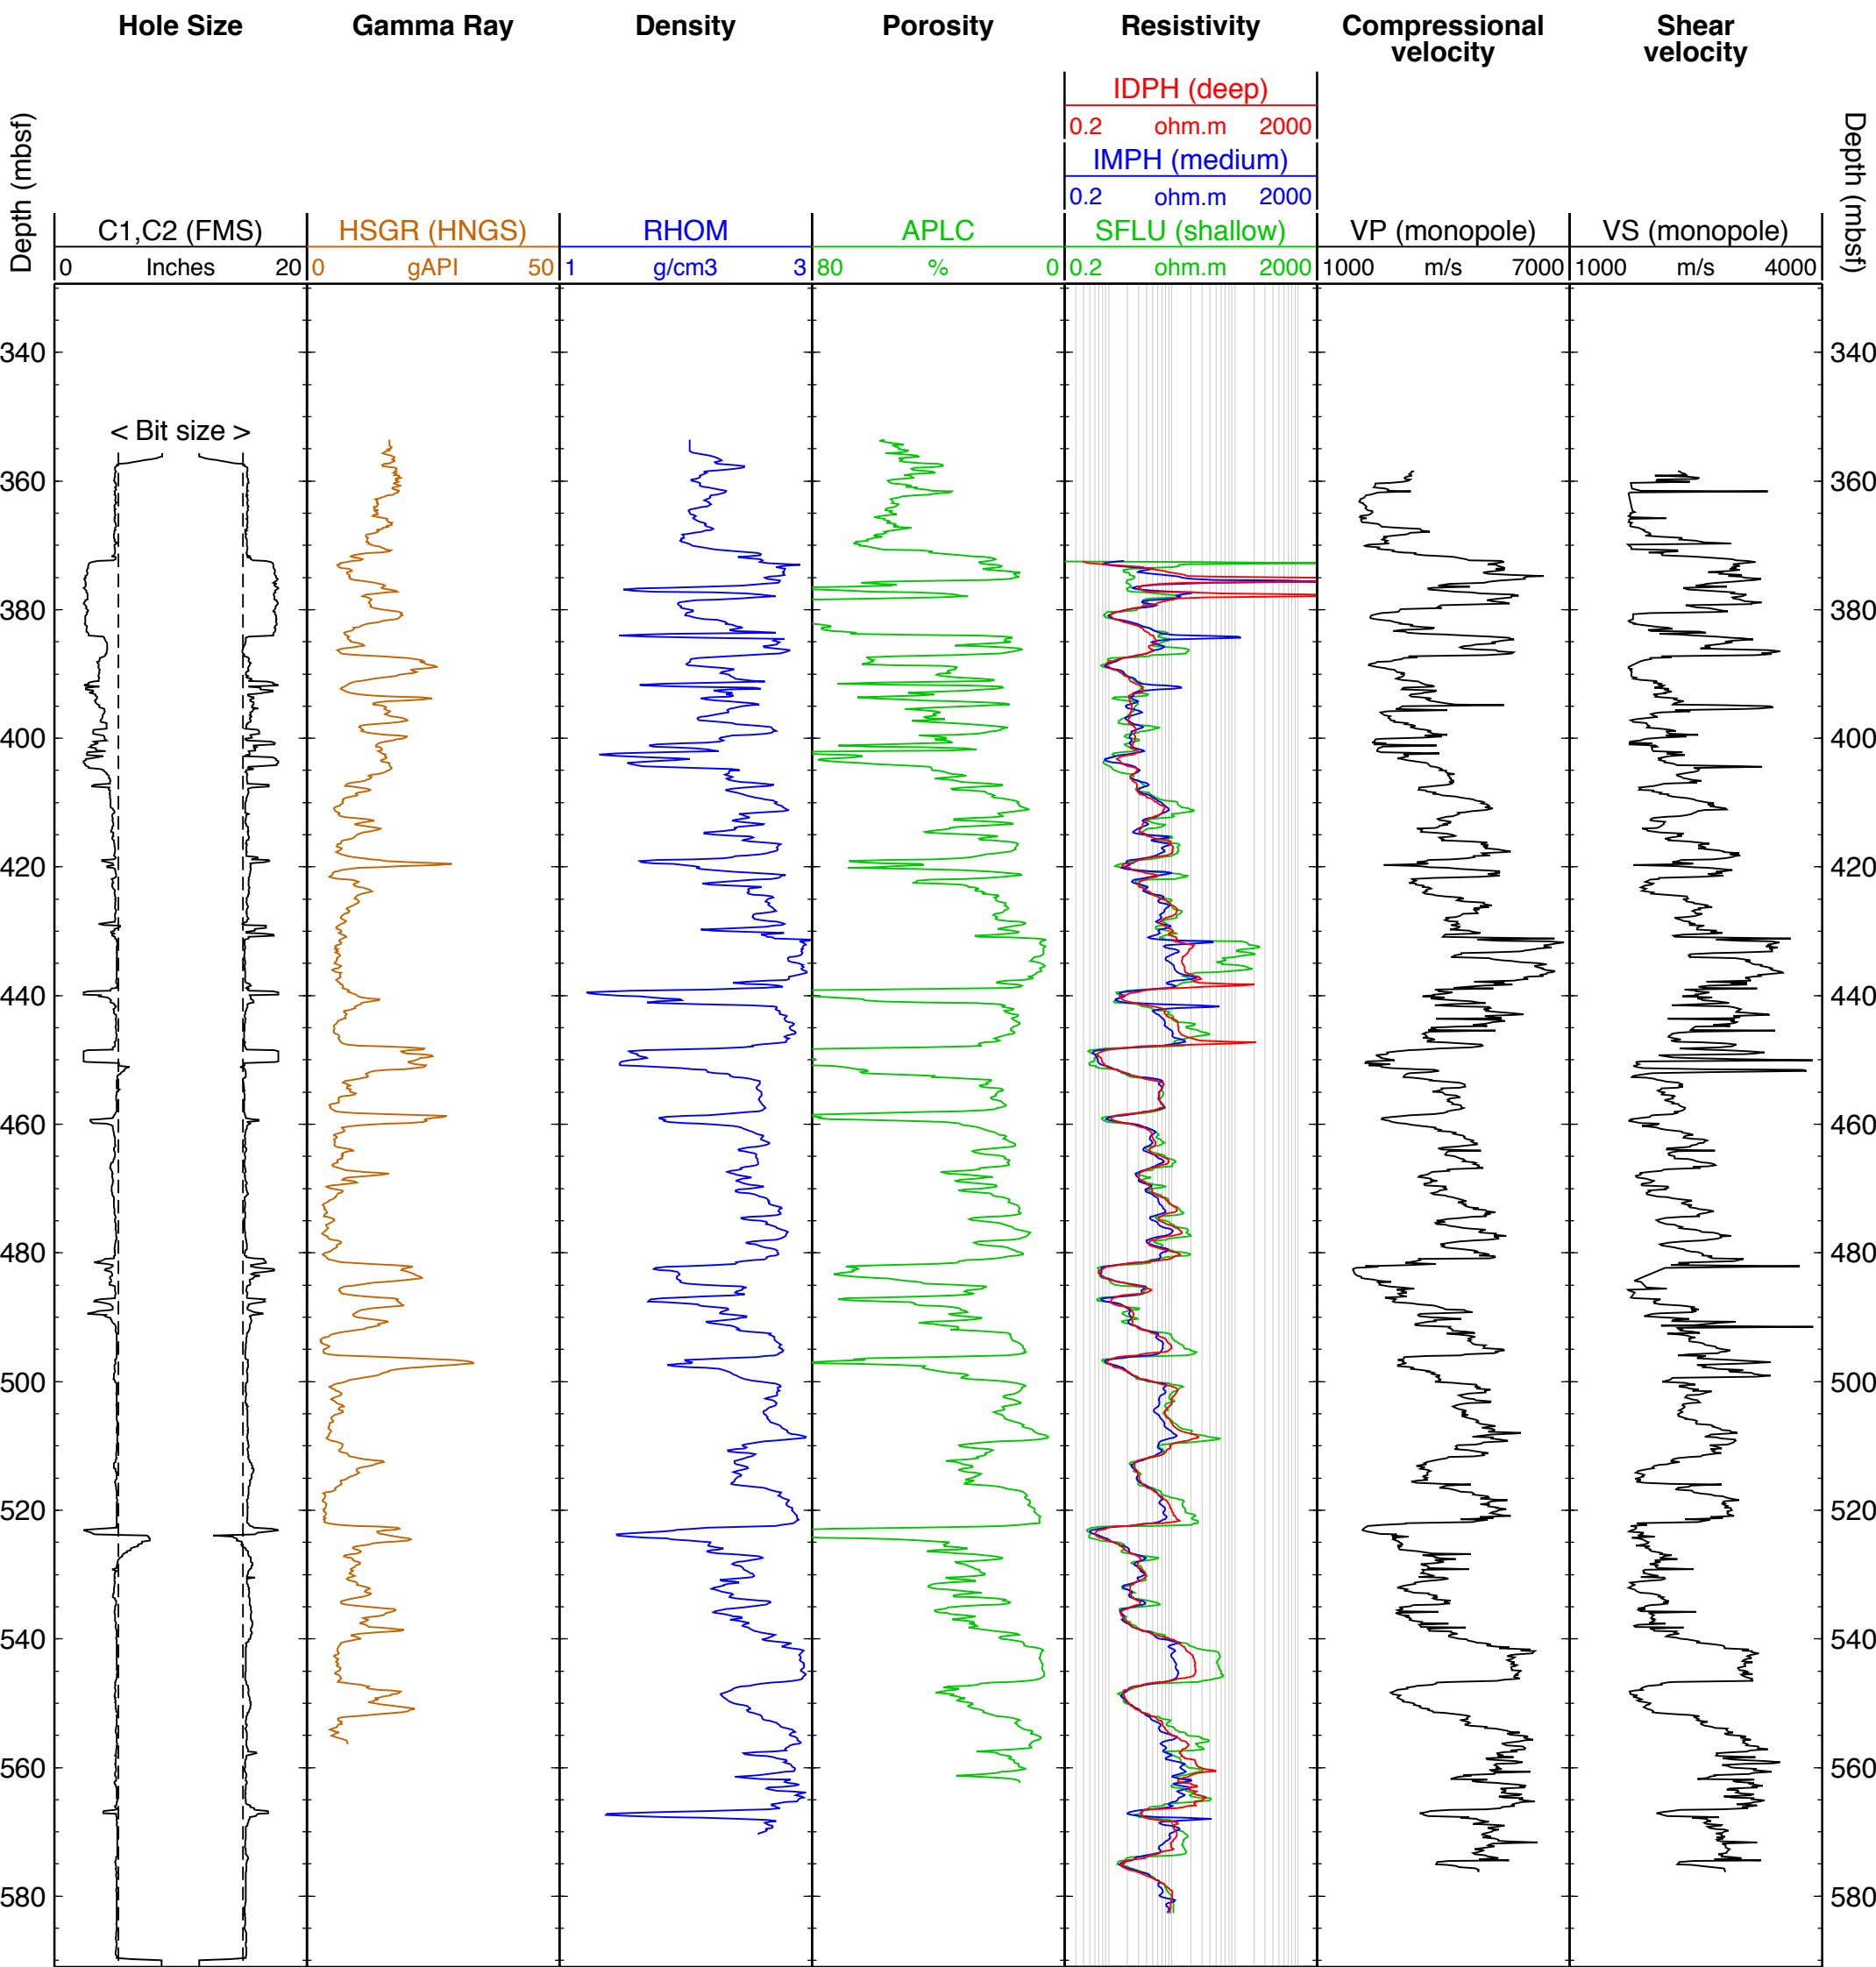 Hole Size Gamma Ray Density Porosity Resistivity Compressional velocity Shear velocity
IDPH (deep)
0.2 ohm.m 2000
IMPH (medium)
0.2 ohm.m 2000
Depth (mbsf) C1,C2 (FMS) HSGR (HNGS) RHOM APLC SFLU (shallow) VP (monopole) VS (monopole) Depth (mbsf)
0 Inches 20 0 gAPI 50 1 g/cm3 3 80 % 0 0.2 ohm.m 2000 1000 m/s 7000 1000 m/s 4000
340 340
< Bit size >
360 360
380 380
400 400
420 420
440 440
460 460
480 480
500 500
520 520
540 540
560 560
580 580